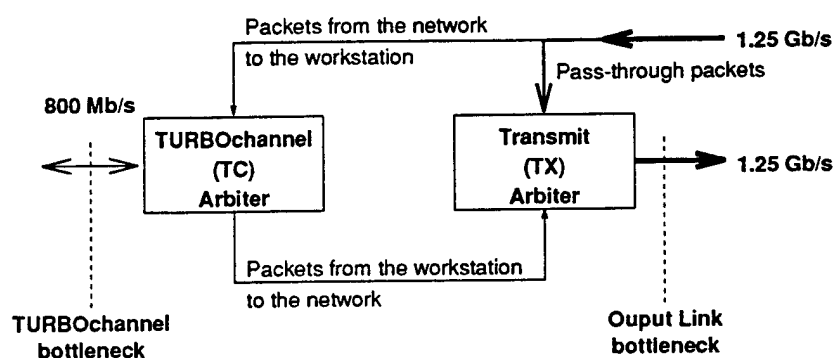 Packets from the network
to the workstation
1.25 Gb/s
Pass-through packets
800 Mb/s
TURBOchannel
(TC)
Arbiter
Transmit
(TX)
Arbiter
1.25 Gb/s
Packets from the workstation
to the network
TURBOchannel
bottleneck
Ouput Link
bottleneck